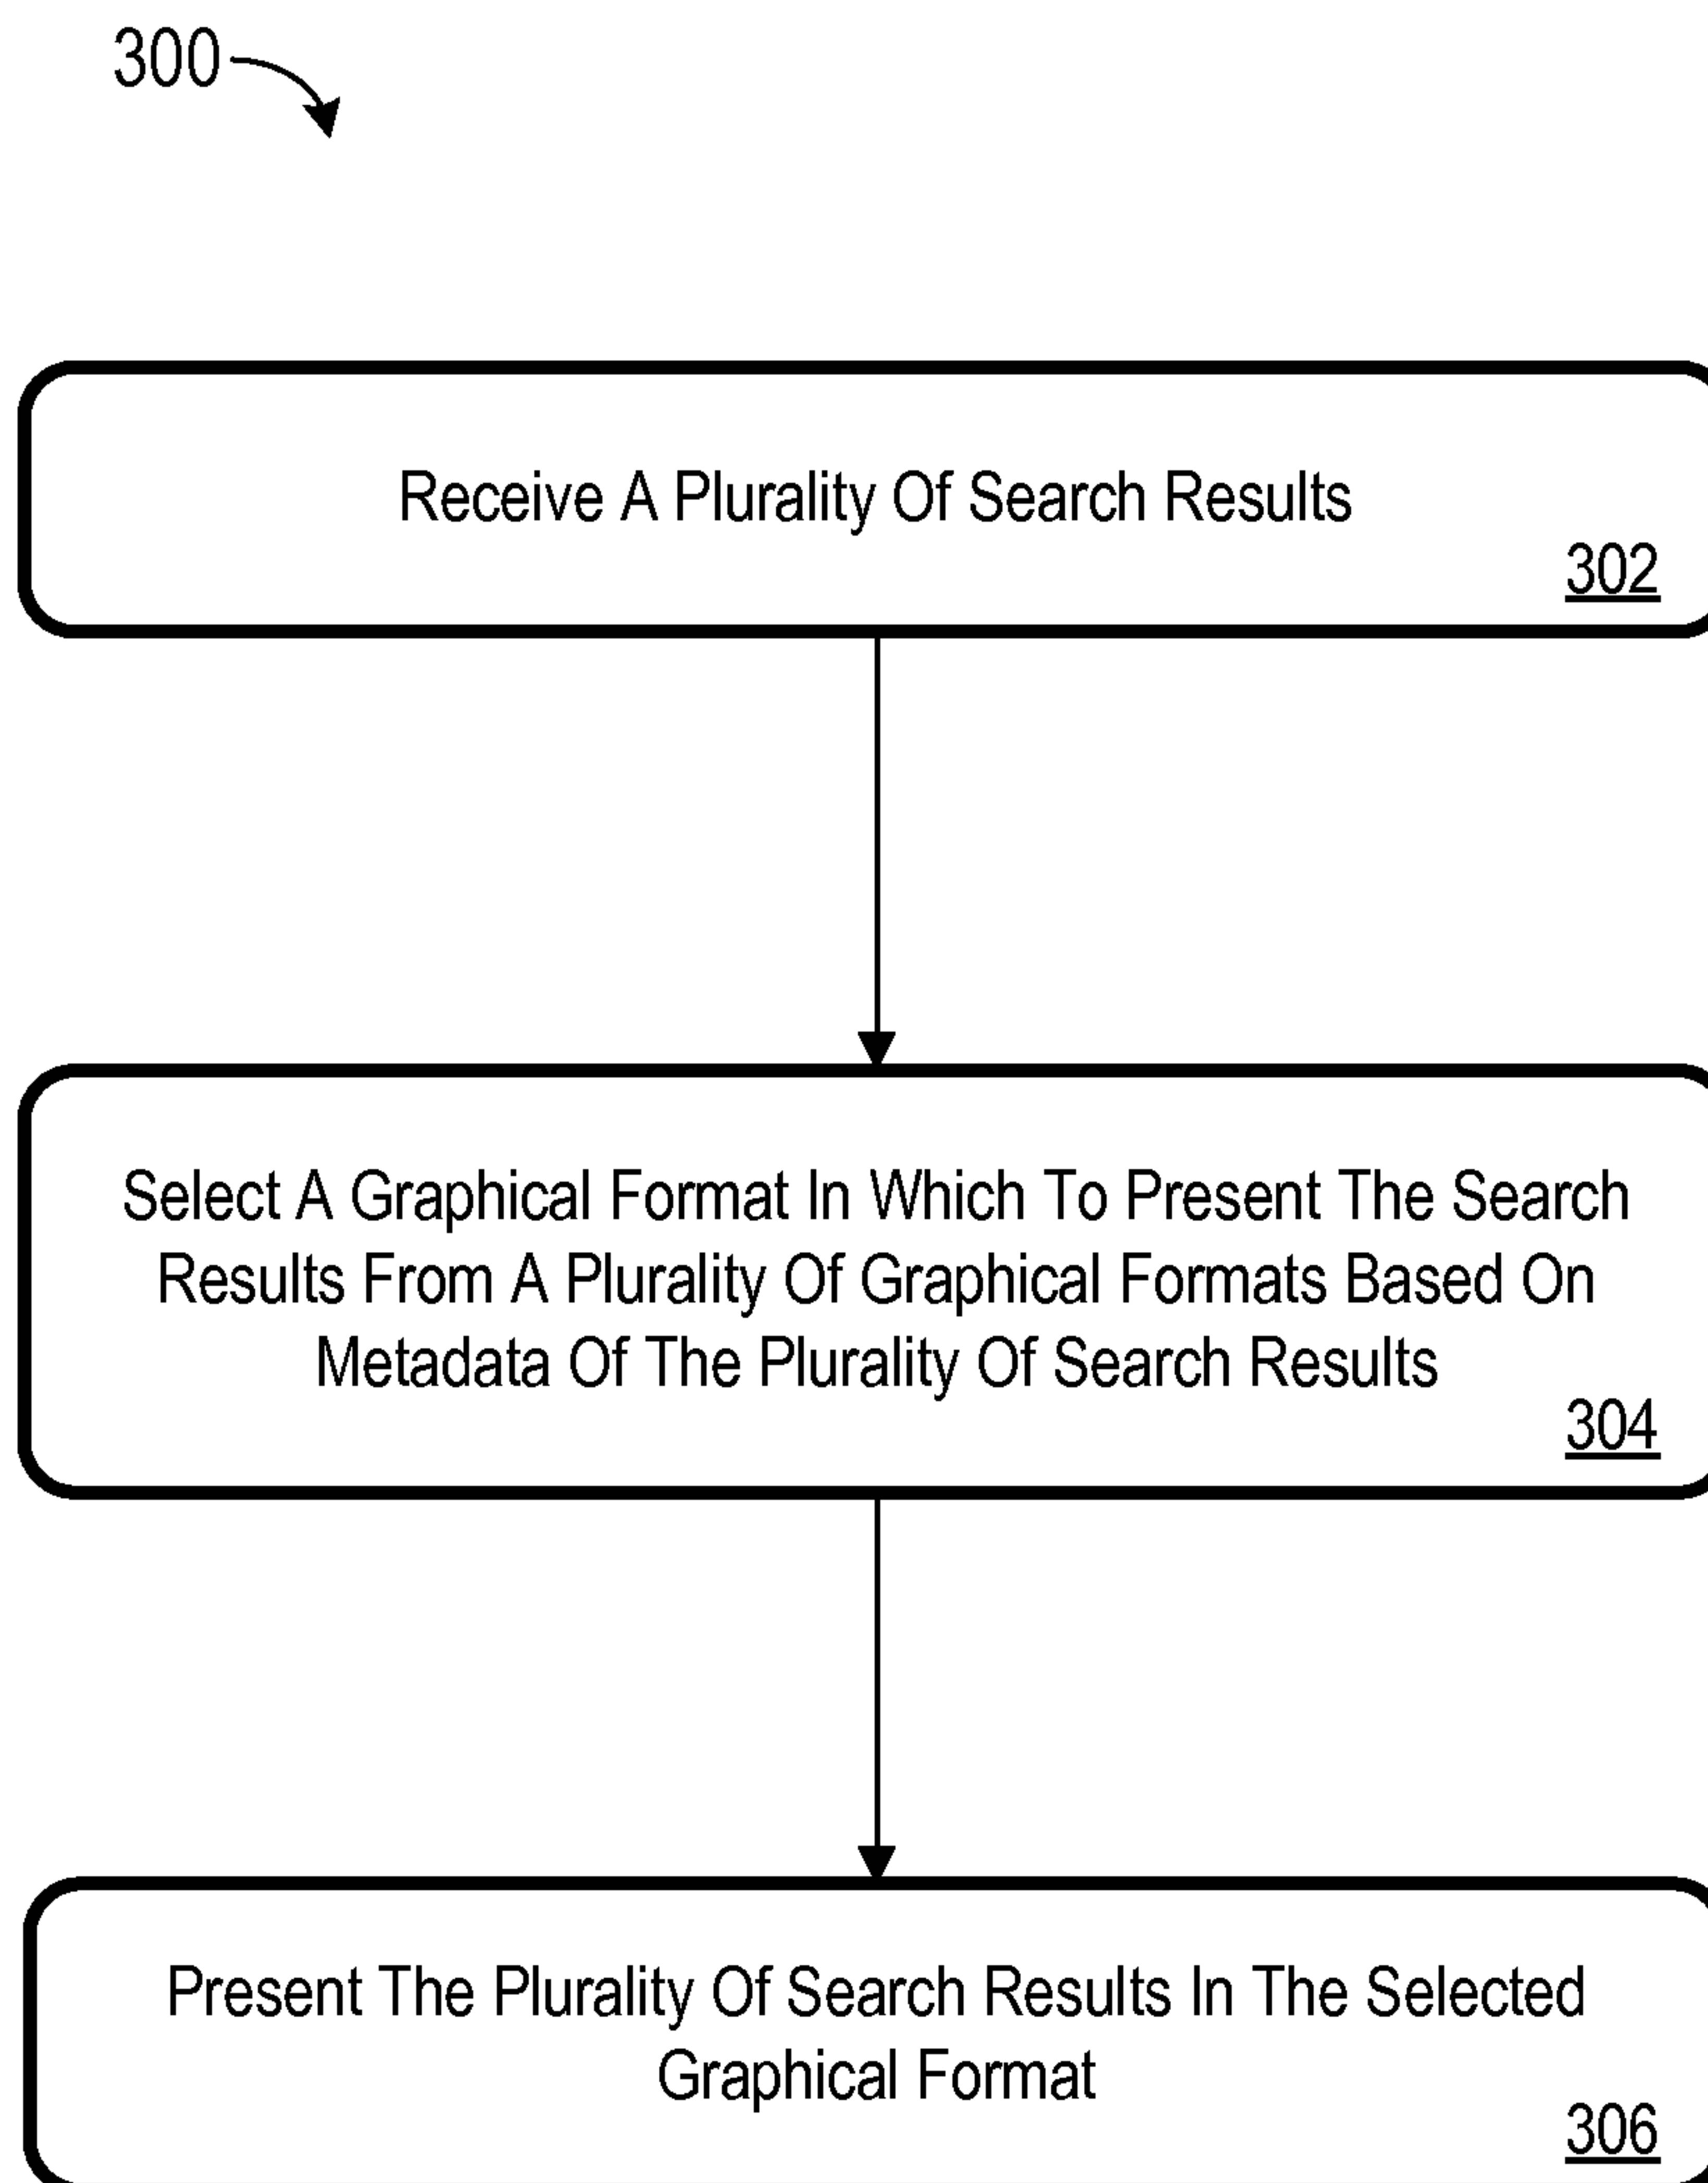 300
Receive A Plurality Of Search Results
302
Select A Graphical Format In Which To Present The Search
Results From A Plurality Of Graphical Formats Based On
Metadata Of The Plurality Of Search Results
304
Present The Plurality Of Search Results In The Selected
Graphical Format
306